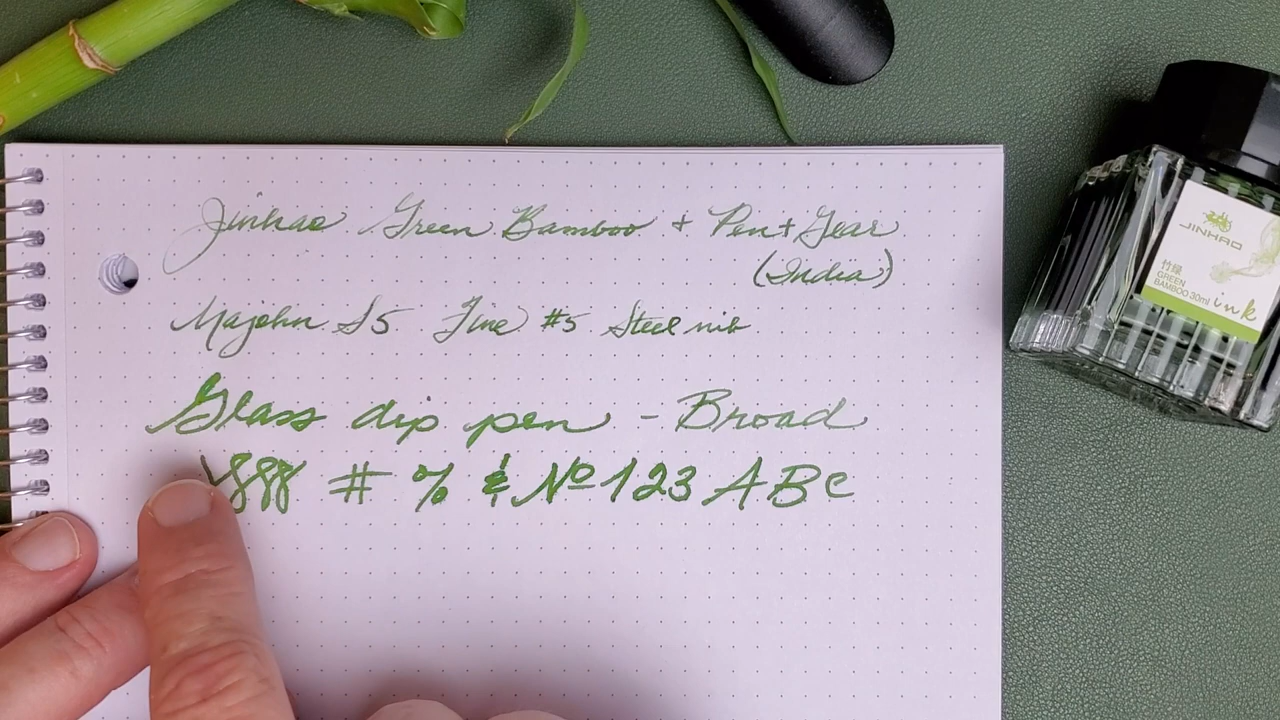 Jinhao Green Bamboo + Pen+Gear
(India)
Majohn S5 Fine #5 Steel nib
Glass dip pen - Broad
# % & Nº 123 ABC
JINHAO
竹绿
GREEN
BAMBOO 30ml ink